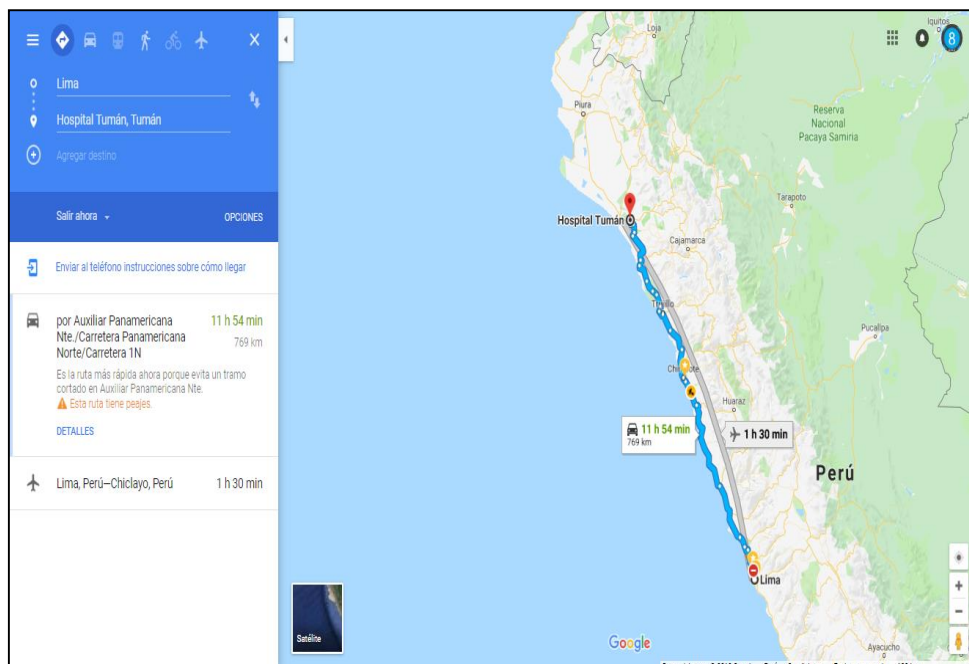 Lima
Hospital Tumán, Tumán
Agregar destino
Salir ahora
OPCIONES
Enviar al teléfono instrucciones sobre cómo llegar
por Auxiliar Panamericana
Nte./Carretera Panamericana
Norte/Carretera 1N
11 h 54 min
769 km
Es la ruta más rápida ahora porque evita un tramo
cortado en Auxiliar Panamericana Nte.
Esta ruta tiene peajes.
DETALLES
Lima, Perú–Chiclayo, Perú
1 h 30 min
Loja
Iquitos
8
Piura
Reserva
Nacional
Pacaya Samiria
Tarapoto
Hospital Tumán
Cajamarca
Pucallpa
Huaraz
11 h 54 min
769 km
1 h 30 min
Perú
Lima
Ayacucho
Satélite
Google